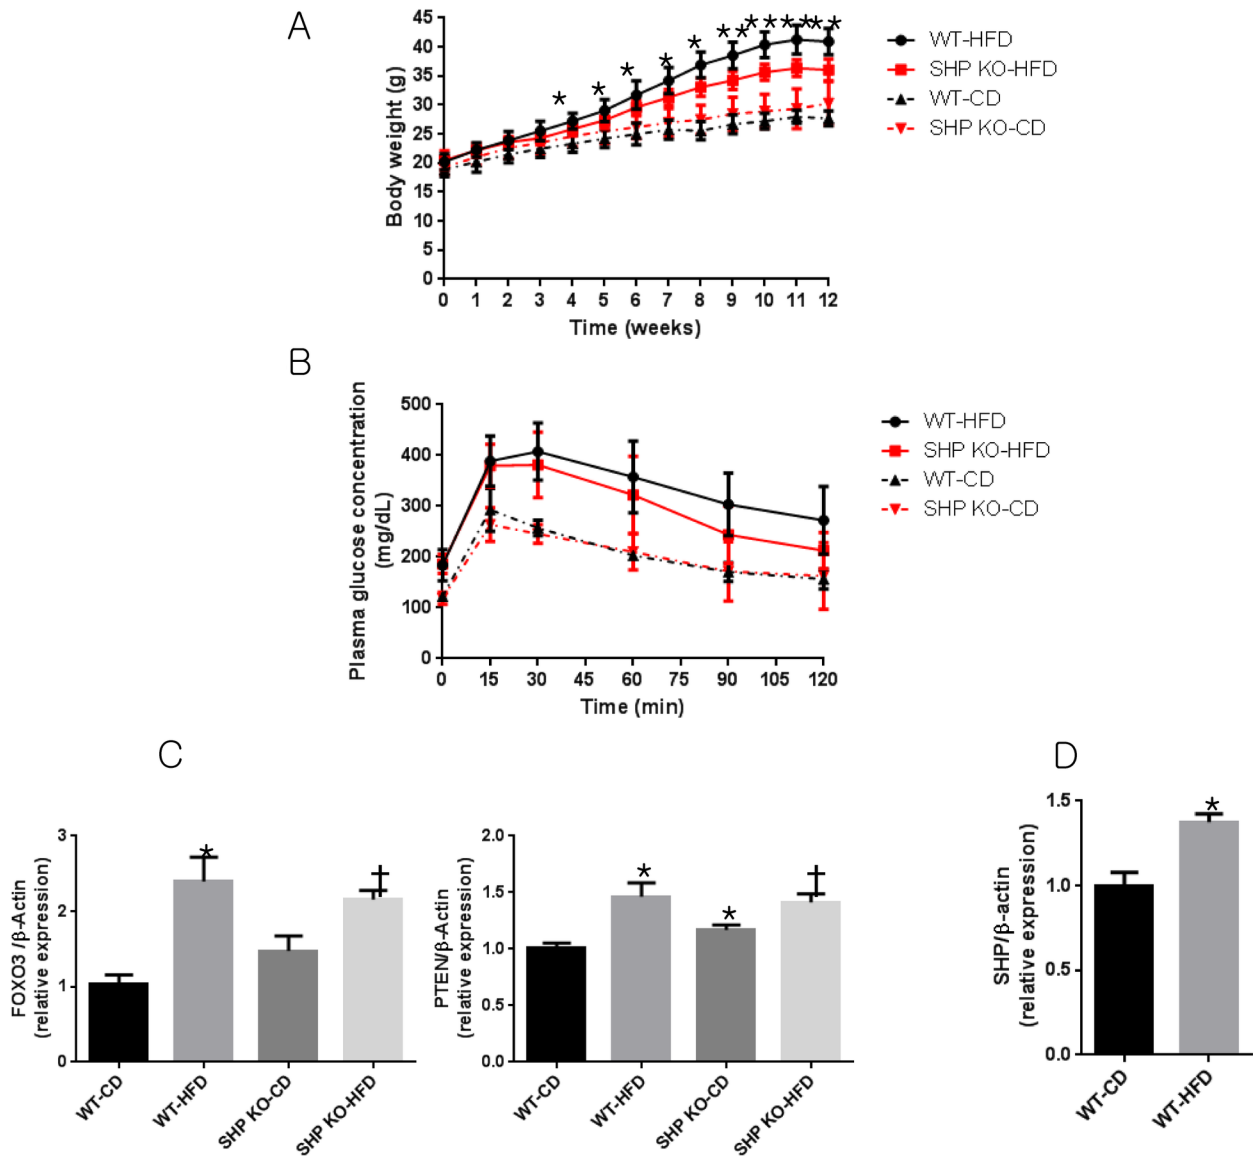 A
Body weight (g)
45
40
35
30
25
20
15
10
5
0
* * * * * ** ** ** **
0 1 2 3 4 5 6 7 8 9 10 11 12
Time (weeks)
WT-HFD
SHP KO-HFD
WT-CD
SHP KO-CD
B
Plasma glucose concentration
(mg/dL)
500
400
300
200
100
0
0 15 30 45 60 75 90 105 120
Time (min)
WT-HFD
SHP KO-HFD
WT-CD
SHP KO-CD
C
FOXO3/β-Actin
(relative expression)
3
2
1
0
* †
WT-CD WT-HFD SHP KO-CD SHP KO-HFD
PTEN/β-Actin
(relative expression)
2.0
1.5
1.0
0.5
0.0
* * †
WT-CD WT-HFD SHP KO-CD SHP KO-HFD
D
SHP/β-actin
(relative expression)
1.5
1.0
0.5
0.0
*
WT-CD WT-HFD